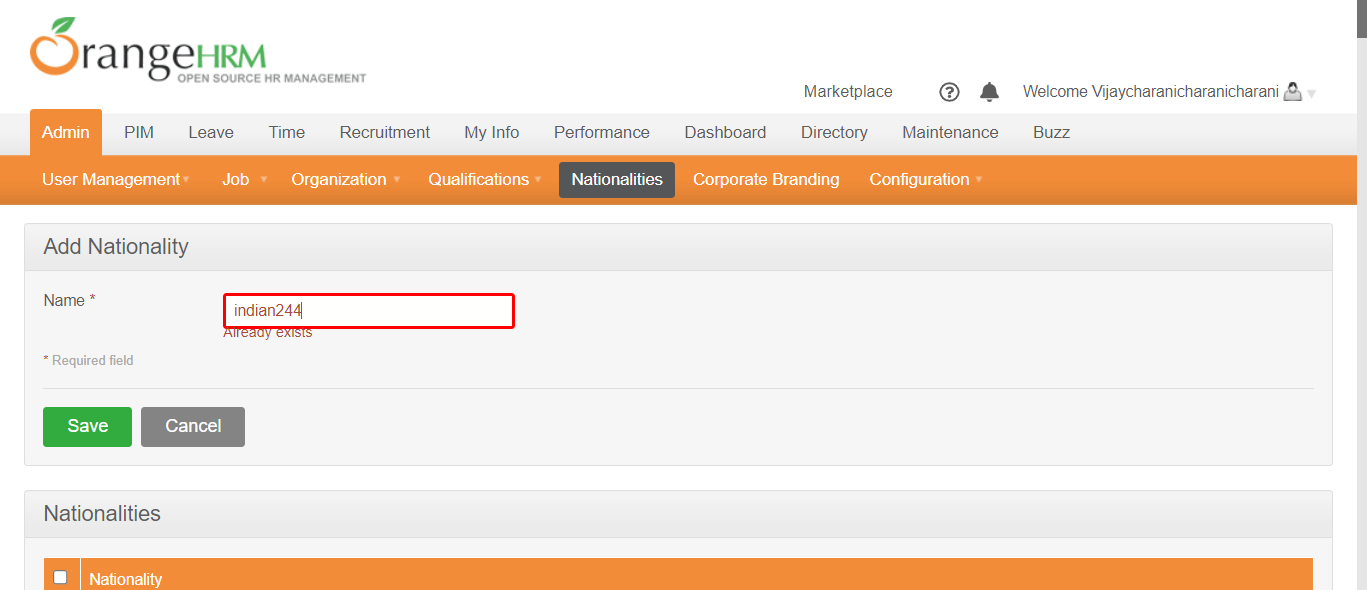 OrangeHRM
OPEN SOURCE HR MANAGEMENT
Marketplace ? Welcome Vijaycharanicharanicharani
Admin PIM Leave Time Recruitment My Info Performance Dashboard Directory Maintenance Buzz
User Management Job Organization Qualifications Nationalities Corporate Branding Configuration
Add Nationality
Name * indian244
Already exists
* Required field
Save Cancel
Nationalities
Nationality